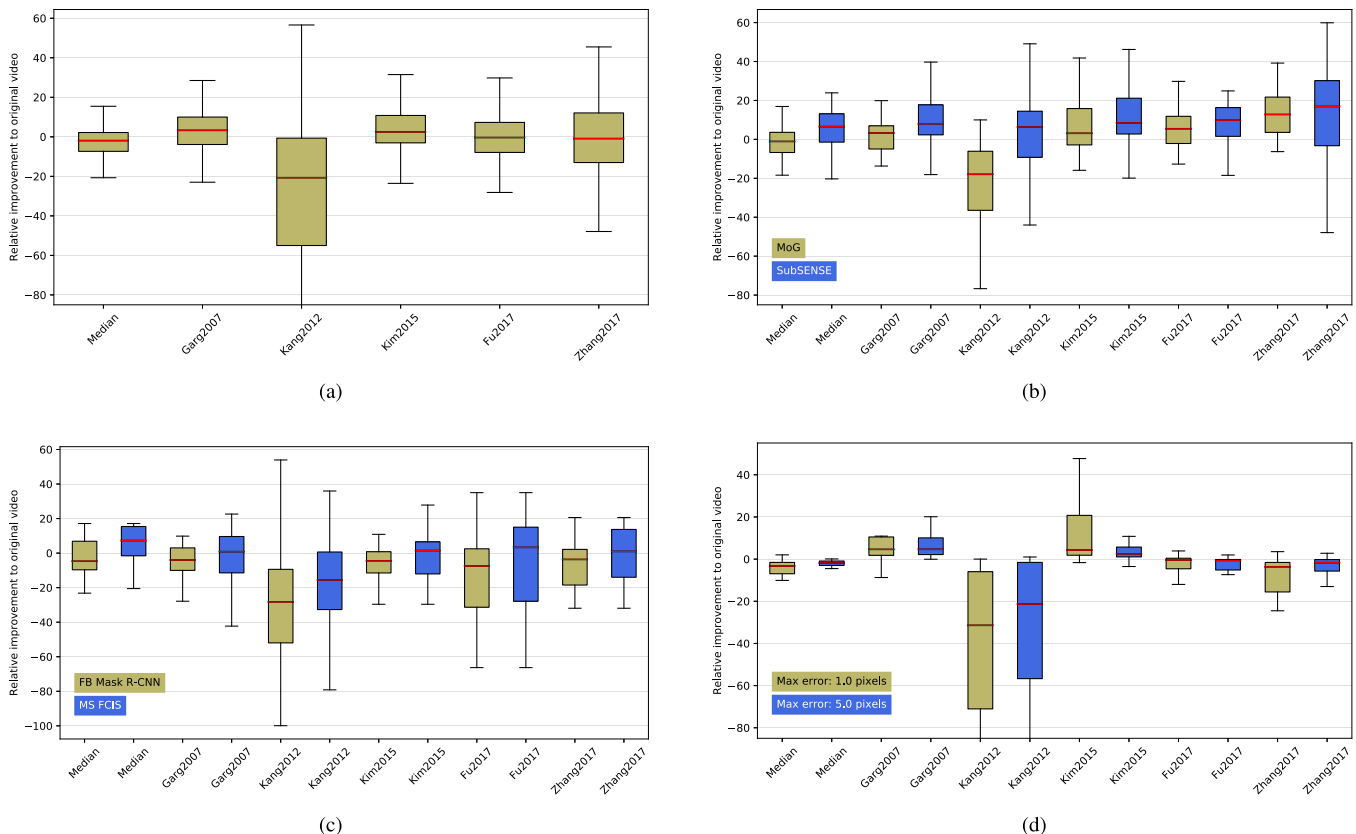 Relative improvement to original video
60
40
20
0
−20
−40
−60
−80
Median
Garg2007
Kang2012
Kim2015
Fu2017
Zhang2017
(a)
Relative improvement to original video
60
40
20
0
−20
−40
−60
−80
MoG
SubSENSE
Median
Median
Garg2007
Garg2007
Kang2012
Kang2012
Kim2015
Kim2015
Fu2017
Fu2017
Zhang2017
Zhang2017
(b)
Relative improvement to original video
60
40
20
0
−20
−40
−60
−80
−100
FB Mask R-CNN
MS FCIS
Median
Median
Garg2007
Garg2007
Kang2012
Kang2012
Kim2015
Kim2015
Fu2017
Fu2017
Zhang2017
Zhang2017
(c)
Relative improvement to original video
40
20
0
−20
−40
−60
−80
Max error: 1.0 pixels
Max error: 5.0 pixels
Median
Median
Garg2007
Garg2007
Kang2012
Kang2012
Kim2015
Kim2015
Fu2017
Fu2017
Zhang2017
Zhang2017
(d)